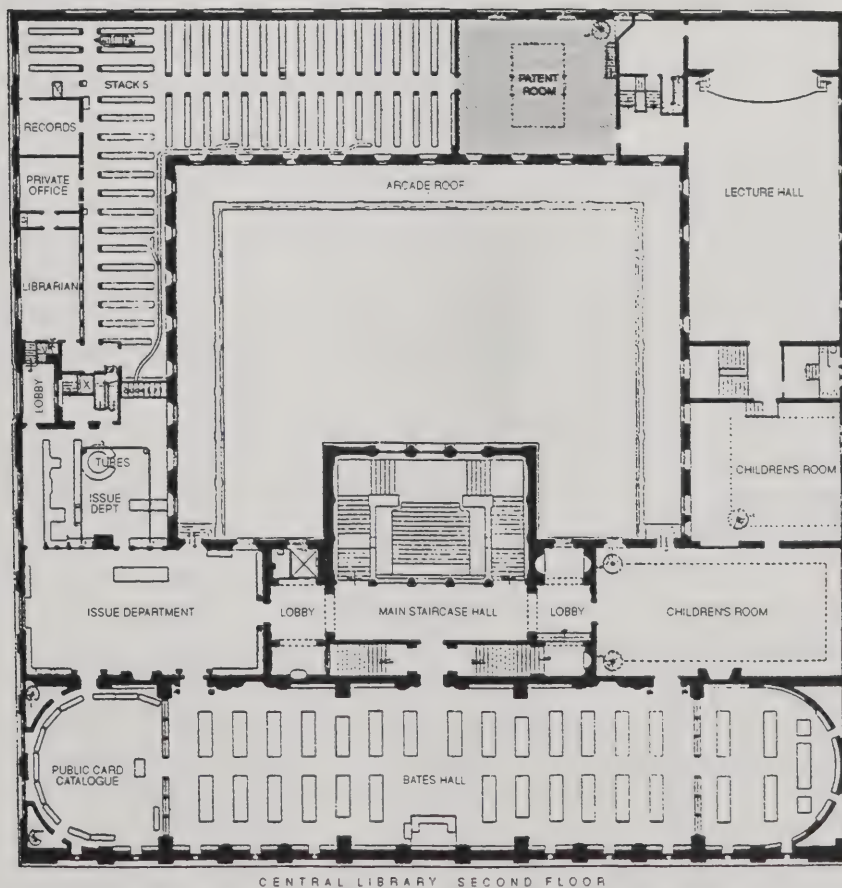 STACK 5
PATENT
ROOM
RECORDS
PRIVATE
OFFICE
ARCADE ROOF
LECTURE HALL
LIBRARIAN
LOBBY
X
TUBES
ISSUE
DEPT
CHILDREN'S ROOM
ISSUE DEPARTMENT
LOBBY
MAIN STAIRCASE HALL
LOBBY
CHILDREN'S ROOM
PUBLIC CARD
CATALOGUE
BATES HALL
CENTRAL LIBRARY SECOND FLOOR